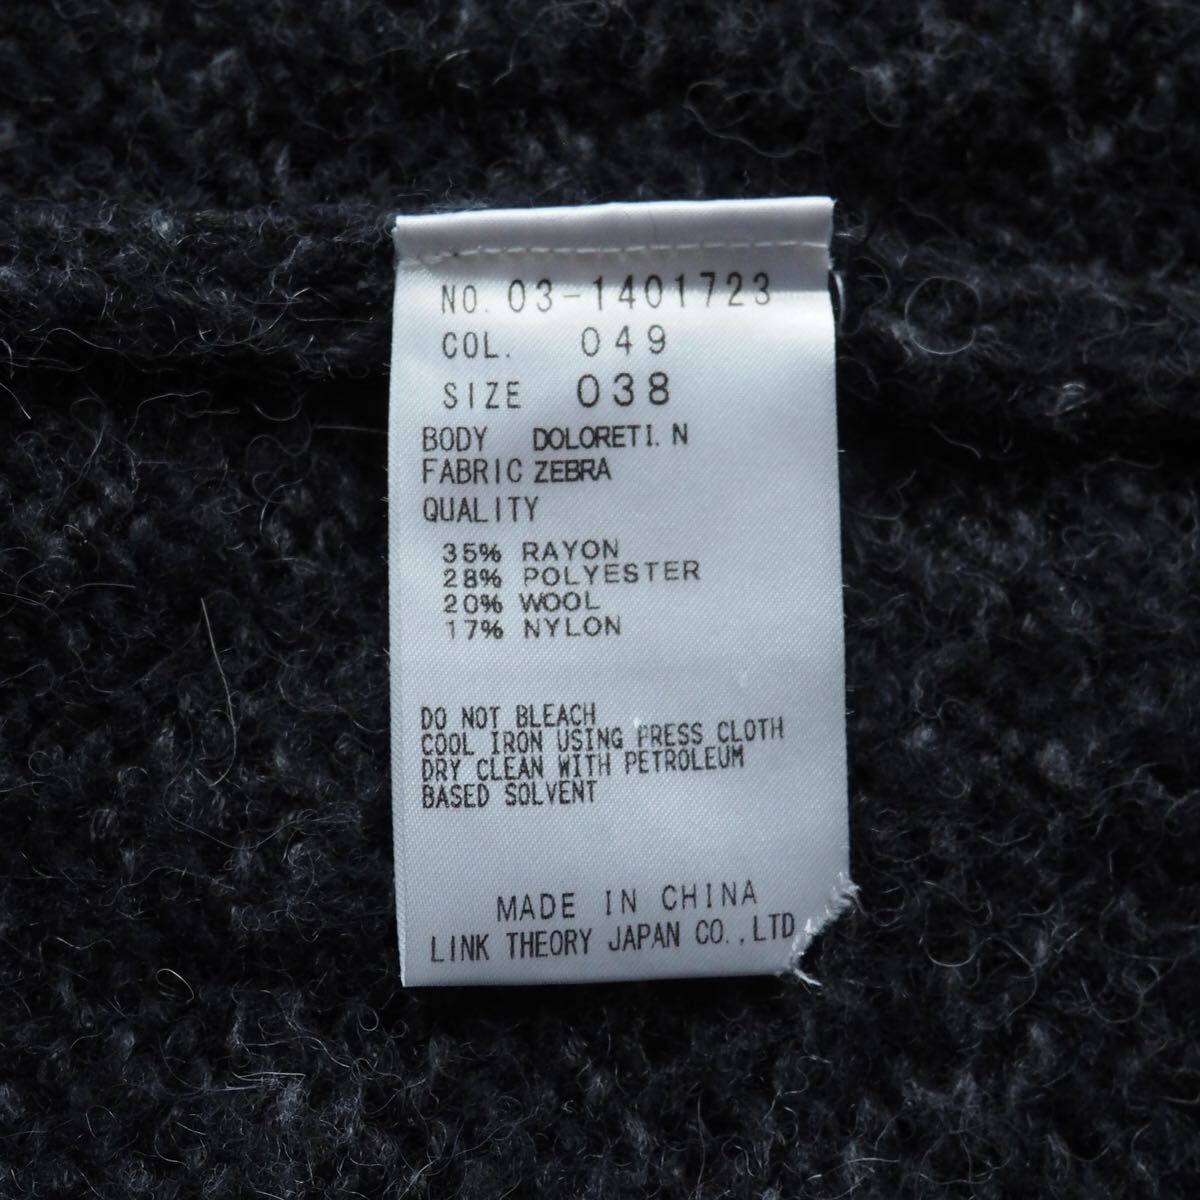 NO. 03-1401723
COL. 049
SIZE 038
BODY DOLORETI. N
FABRIC ZEBRA
QUALITY
35% RAYON
28% POLYESTER
20% WOOL
17% NYLON
DO NOT BLEACH
COOL IRON USING PRESS CLOTH
DRY CLEAN WITH PETROLEUM
BASED SOLVENT
MADE IN CHINA
LINK THEORY JAPAN CO.,LTD